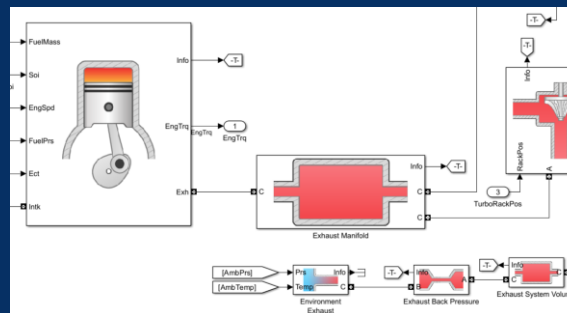 FuelMass
Info
-T-
Soi
EngSpd
EngTrq
EngTrq
1
EngTrq
FuelPrs
Ect
Intk
Exh
C
Info
-T-
C
C
Exhaust Manifold
-T-
-T-
Info
RackPos
A
3
TurboRackPos
[AmbPrs]
[AmbTemp]
Prs
Info
Temp
C
Environment
Exhaust
-T-
Info
B
A
Exhaust Back Pressure
-T-
Info
C
C
Exhaust System Volu